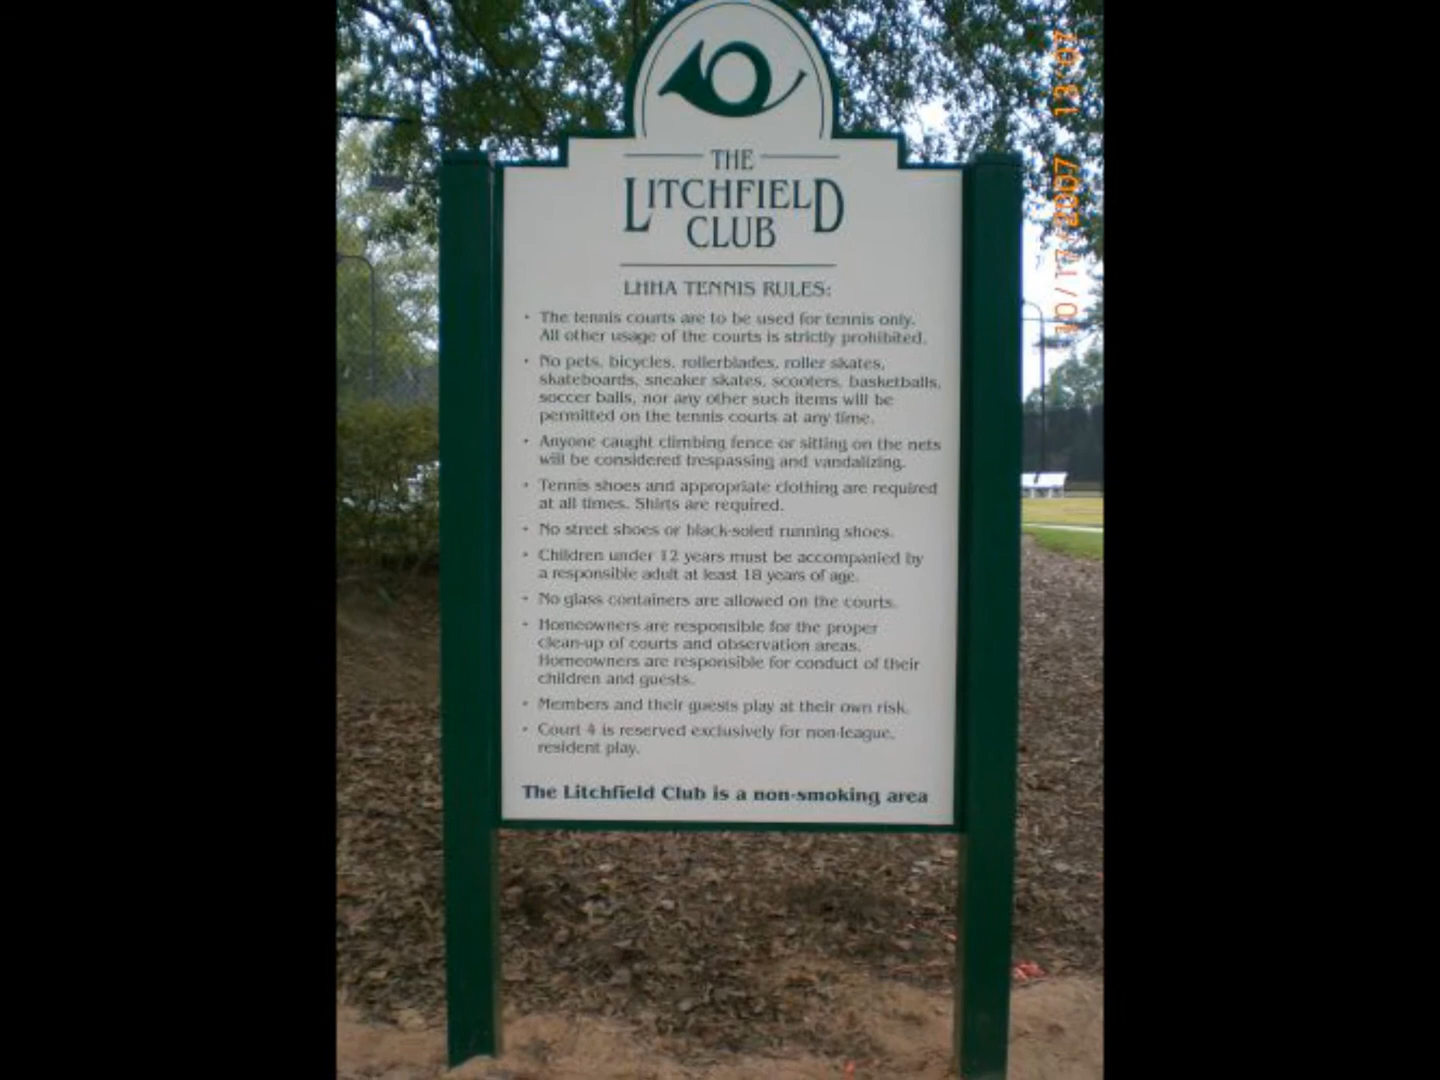 THE
LITCHFIELD
CLUB
LHHA TENNIS RULES:
• The tennis courts are to be used for tennis only.
All other usage of the courts is strictly prohibited.
• No pets, bicycles, rollerblades, roller skates,
skateboards, sneaker skates, scooters, basketballs,
soccer balls, nor any other such items will be
permitted on the tennis courts at any time.
• Anyone caught climbing fence or sitting on the nets
will be considered trespassing and vandalizing.
• Tennis shoes and appropriate clothing are required
at all times. Shirts are required.
• No street shoes or black-soled running shoes.
• Children under 12 years must be accompanied by
a responsible adult at least 18 years of age.
• No glass containers are allowed on the courts.
• Homeowners are responsible for the proper
clean-up of courts and observation areas.
Homeowners are responsible for conduct of their
children and guests.
• Members and their guests play at their own risk.
• Court 4 is reserved exclusively for non-league,
resident play.
The Litchfield Club is a non-smoking area
10/17/2007 13:07